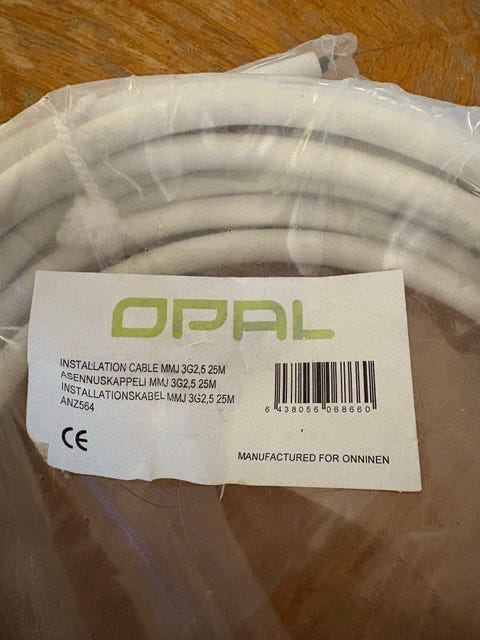 OPAL
INSTALLATION CABLE MMJ 3G2,5 25M
ASENNUSKAPPELI MMJ 3G2,5 25M
INSTALLATIONSKABEL MMJ 3G2,5 25M
ANZ564
6 438056 068660
CE
MANUFACTURED FOR ONNINEN